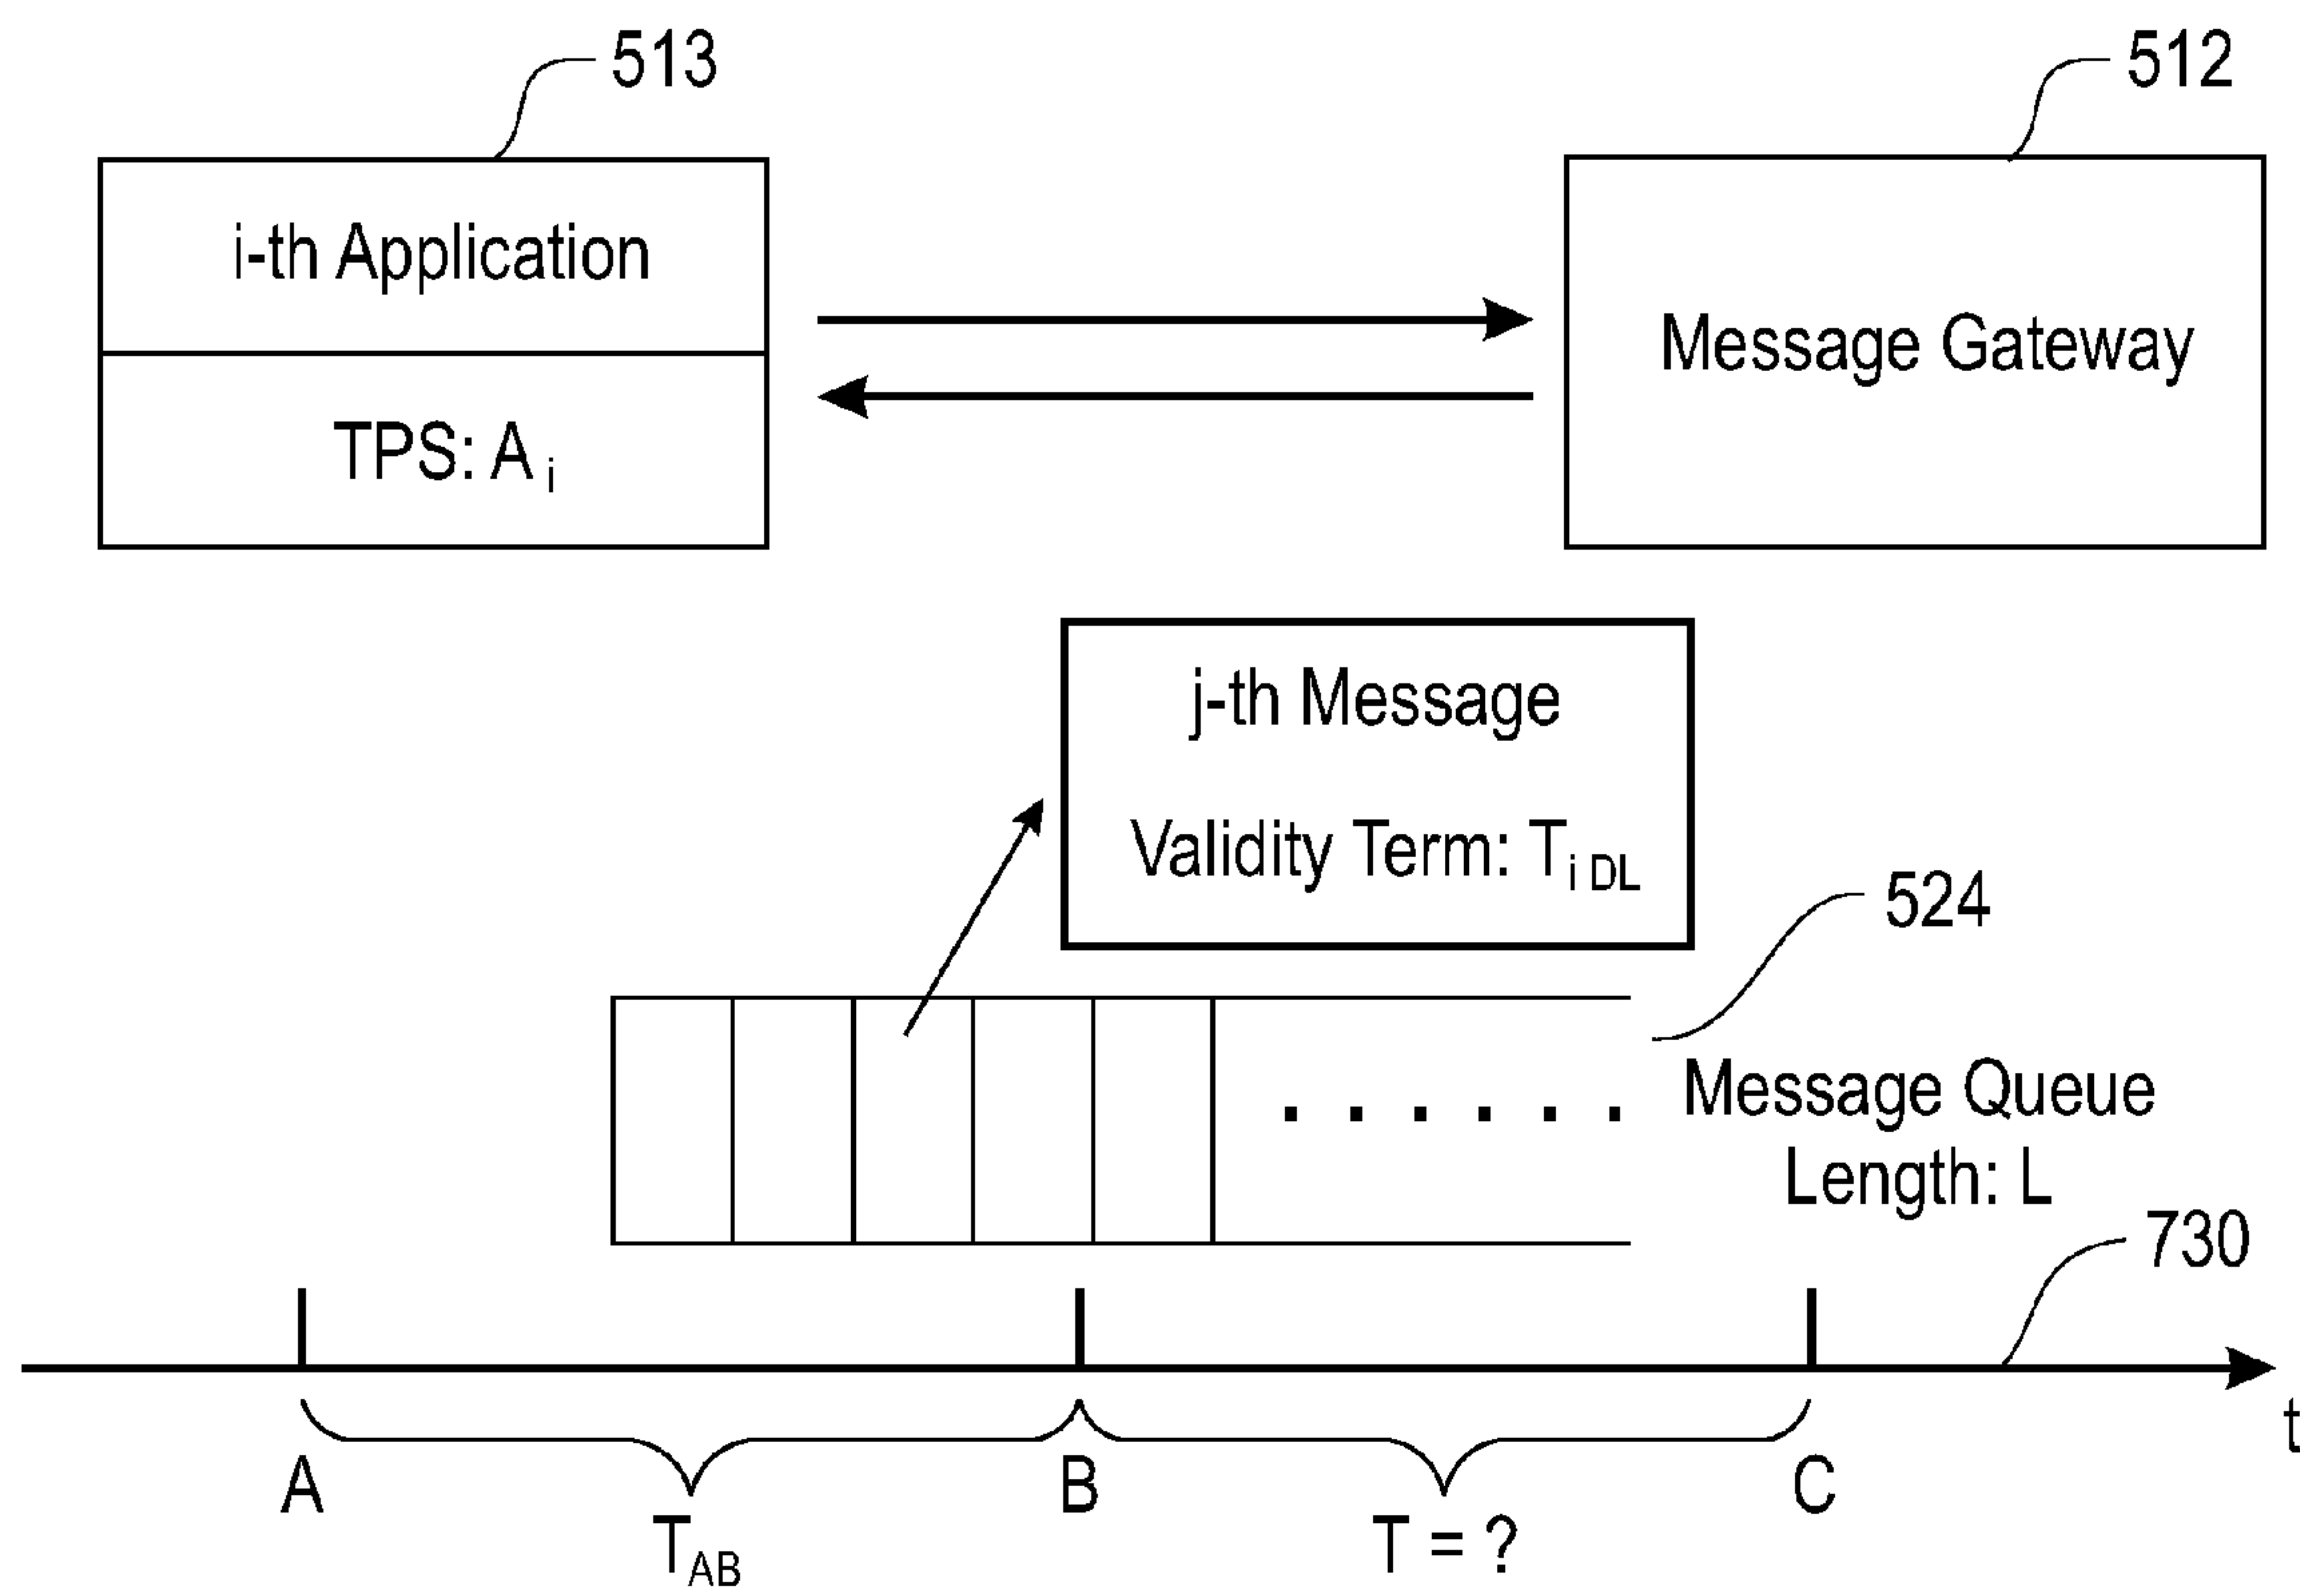 513
512
i-th Application
TPS: A i
Message Gateway
j-th Message
Validity Term: T i DL
524
Message Queue
Length: L
730
t
A
B
C
T AB
T = ?